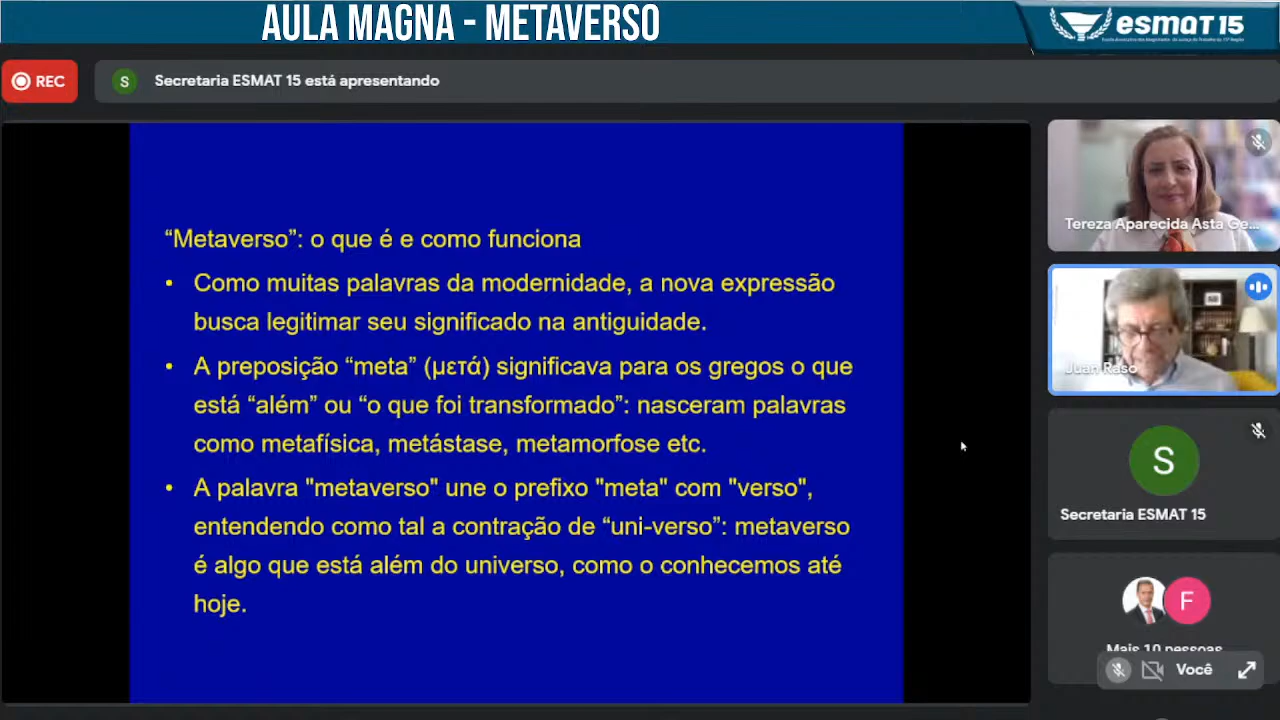 AULA MAGNA - METAVERSO
esmat 15
REC
S
Secretaria ESMAT 15 está apresentando
“Metaverso”: o que é e como funciona
• Como muitas palavras da modernidade, a nova expressão
busca legitimar seu significado na antiguidade.
• A preposição “meta” (μετά) significava para os gregos o que
está “além” ou “o que foi transformado”: nasceram palavras
como metafísica, metástase, metamorfose etc.
• A palavra "metaverso" une o prefixo "meta" com "verso",
entendendo como tal a contração de “uni-verso”: metaverso
é algo que está além do universo, como o conhecemos até
hoje.
Tereza Aparecida Asta Ge...
Juan Raso
S
Secretaria ESMAT 15
F
Mais 10 pessoas
Você